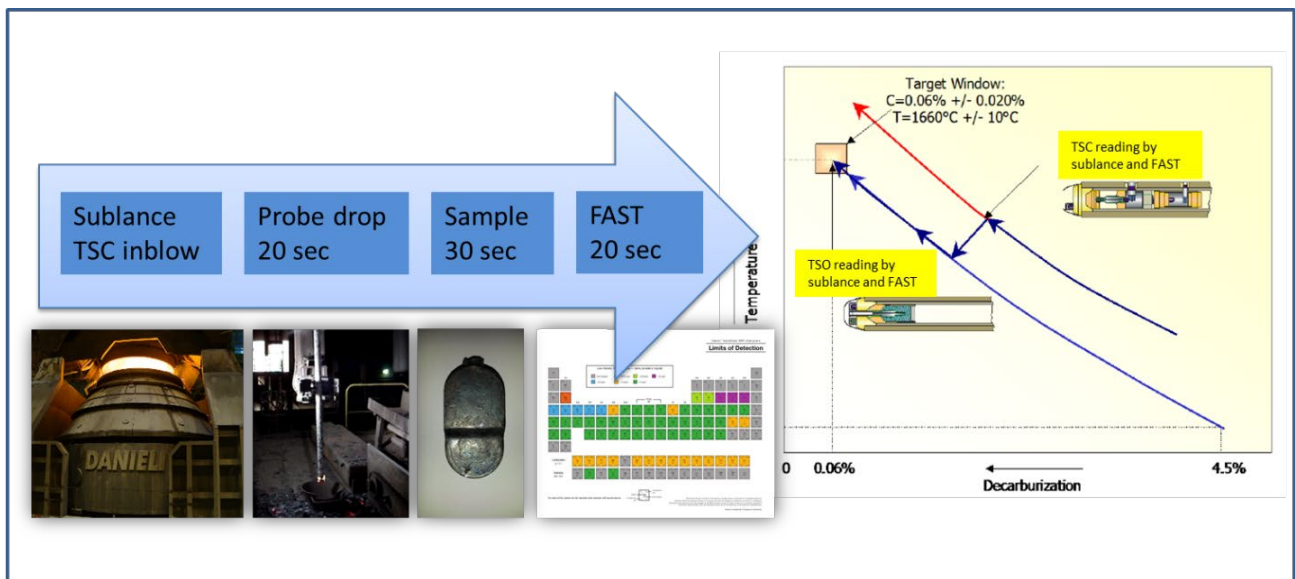 Sublance
TSC inblow
Probe drop
20 sec
Sample
30 sec
FAST
20 sec
DANIELI
Limits of Detection
Target Window:
C=0.06% +/- 0.020%
T=1660°C +/- 10°C
TSC reading by
sublance and FAST
TSO reading by
sublance and FAST
Temperature
0
0.06%
4.5%
Decarburization